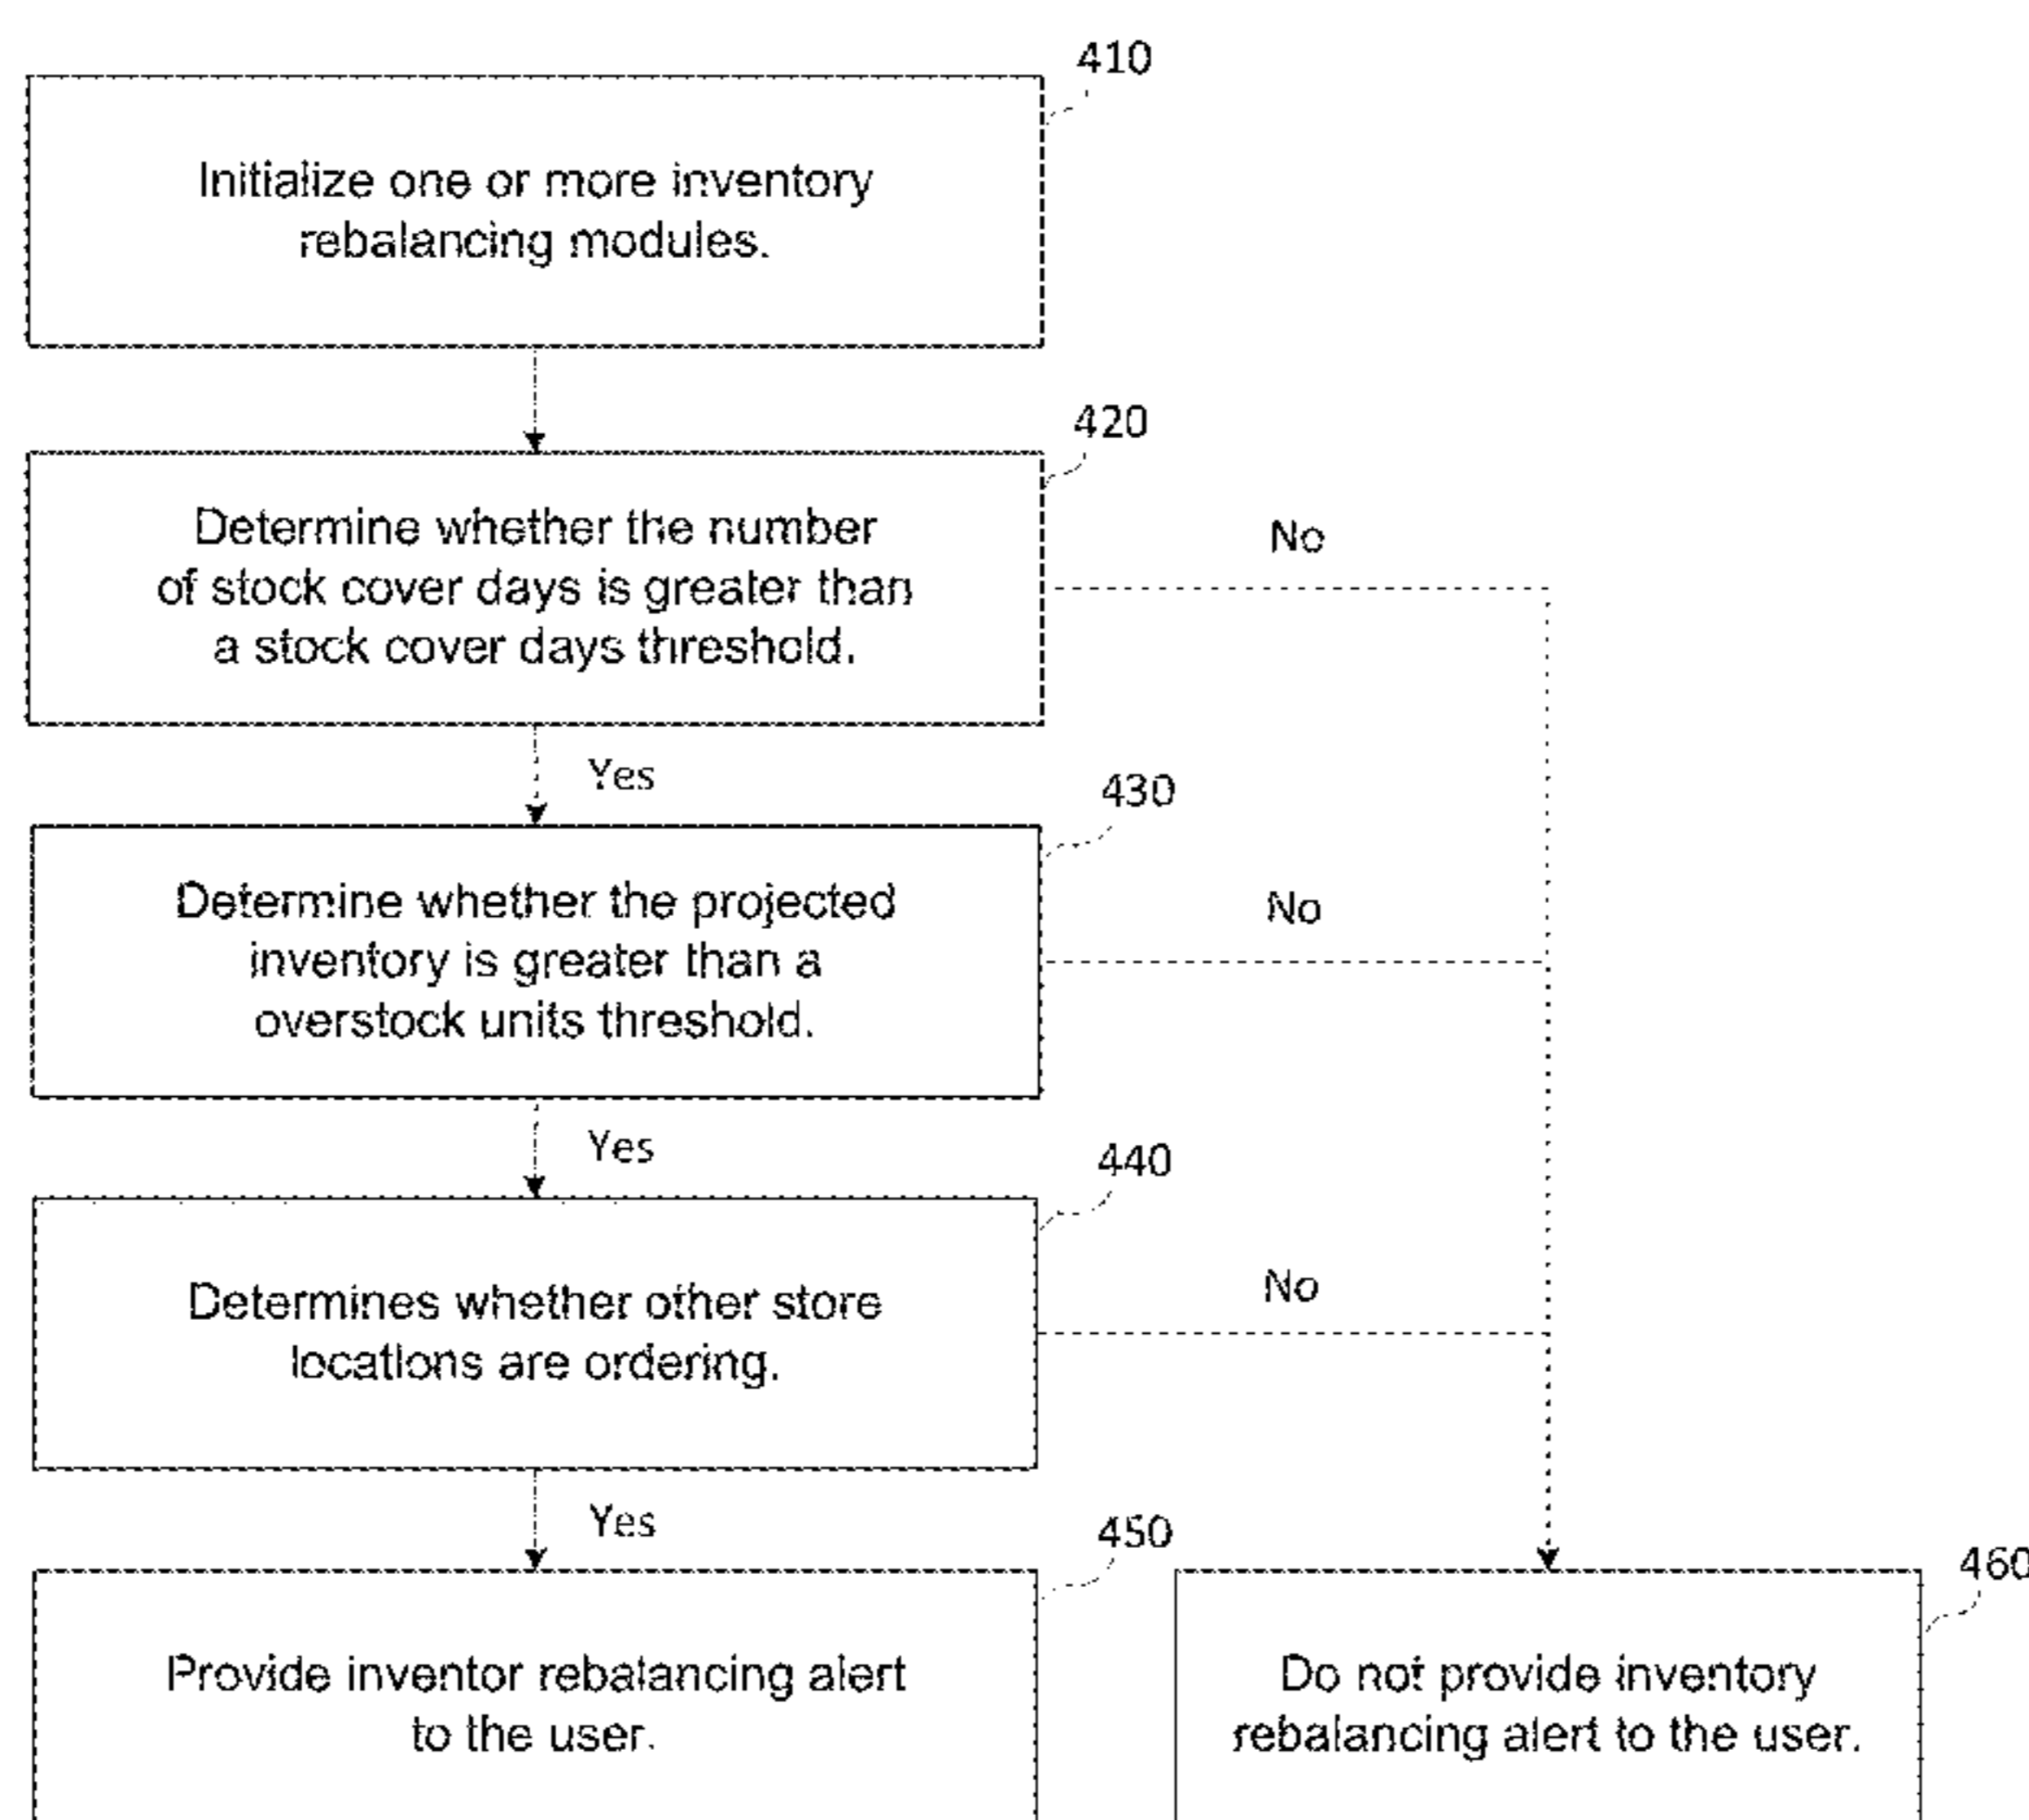 410
Initialize one or more inventory
rebalancing modules.
420
Determine whether the number
of stock cover days is greater than
a stock cover days threshold.
No
Yes
430
Determine whether the projected
inventory is greater than a
overstock units threshold.
No
Yes
440
Determines whether other store
locations are ordering.
No
Yes
450
Provide inventor rebalancing alert
to the user.
460
Do not provide inventory
rebalancing alert to the user.